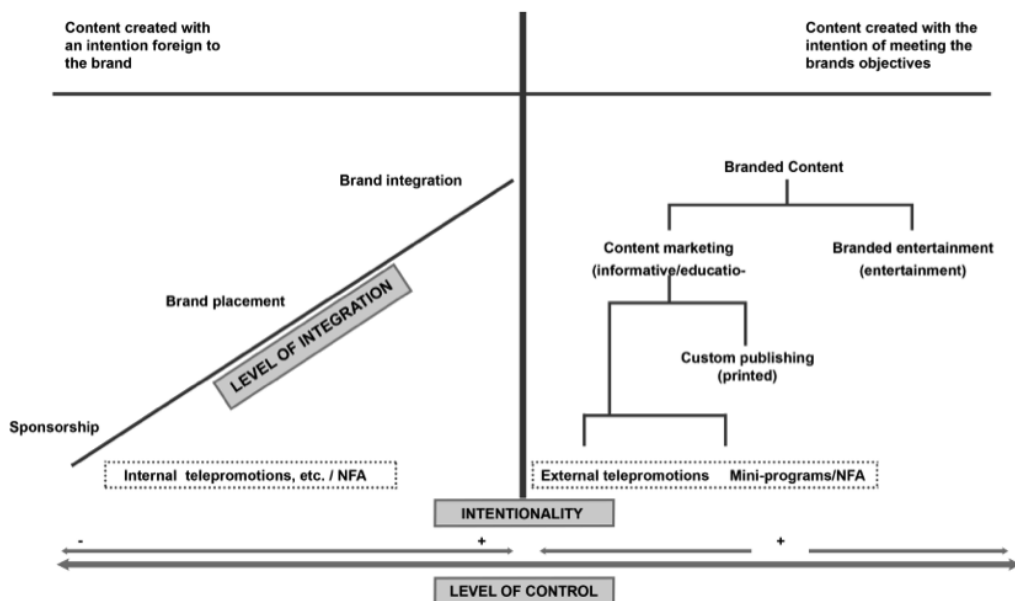 Content created with
an intention foreign to
the brand
Content created with the
intention of meeting the
brands objectives
Brand integration
Branded Content
Content marketing
(informative/educatio-
Branded entertainment
(entertainment)
Brand placement
LEVEL OF INTEGRATION
Custom publishing
(printed)
Sponsorship
Internal telepromotions, etc. / NFA
External telepromotions
Mini-programs/NFA
INTENTIONALITY
-
+
+
LEVEL OF CONTROL